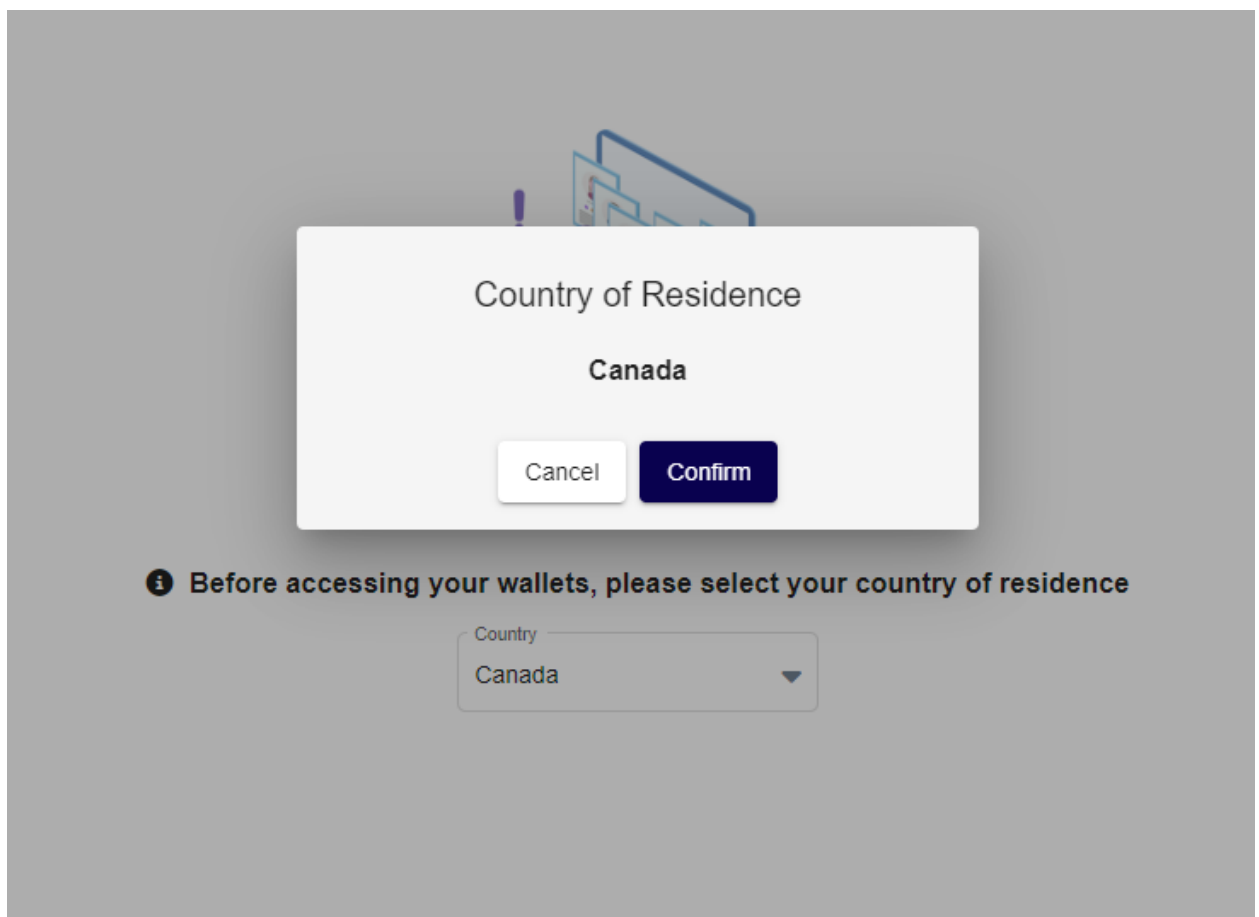 Country of Residence
Canada
Cancel
Confirm
Before accessing your wallets, please select your country of residence
Country
Canada